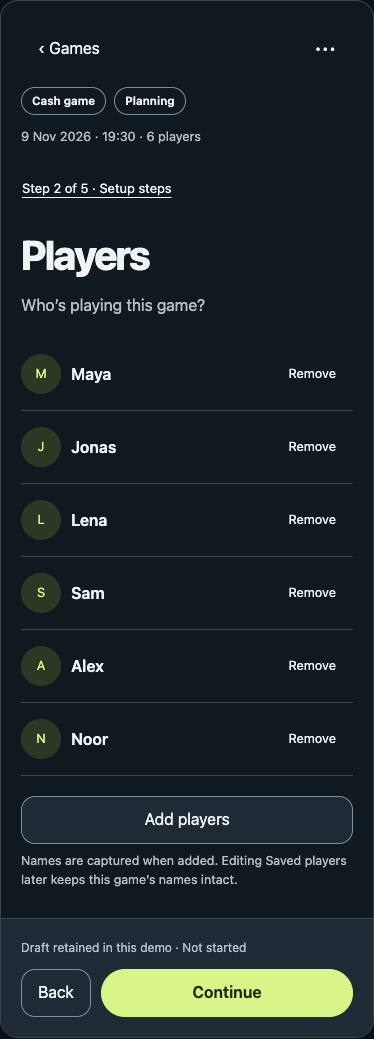 ‹ Games
•••
Cash game
Planning
9 Nov 2026 · 19:30 · 6 players
Step 2 of 5 · Setup steps
Players
Who’s playing this game?
M Maya Remove
J Jonas Remove
L Lena Remove
S Sam Remove
A Alex Remove
N Noor Remove
Add players
Names are captured when added. Editing Saved players
later keeps this game’s names intact.
Draft retained in this demo · Not started
Back
Continue